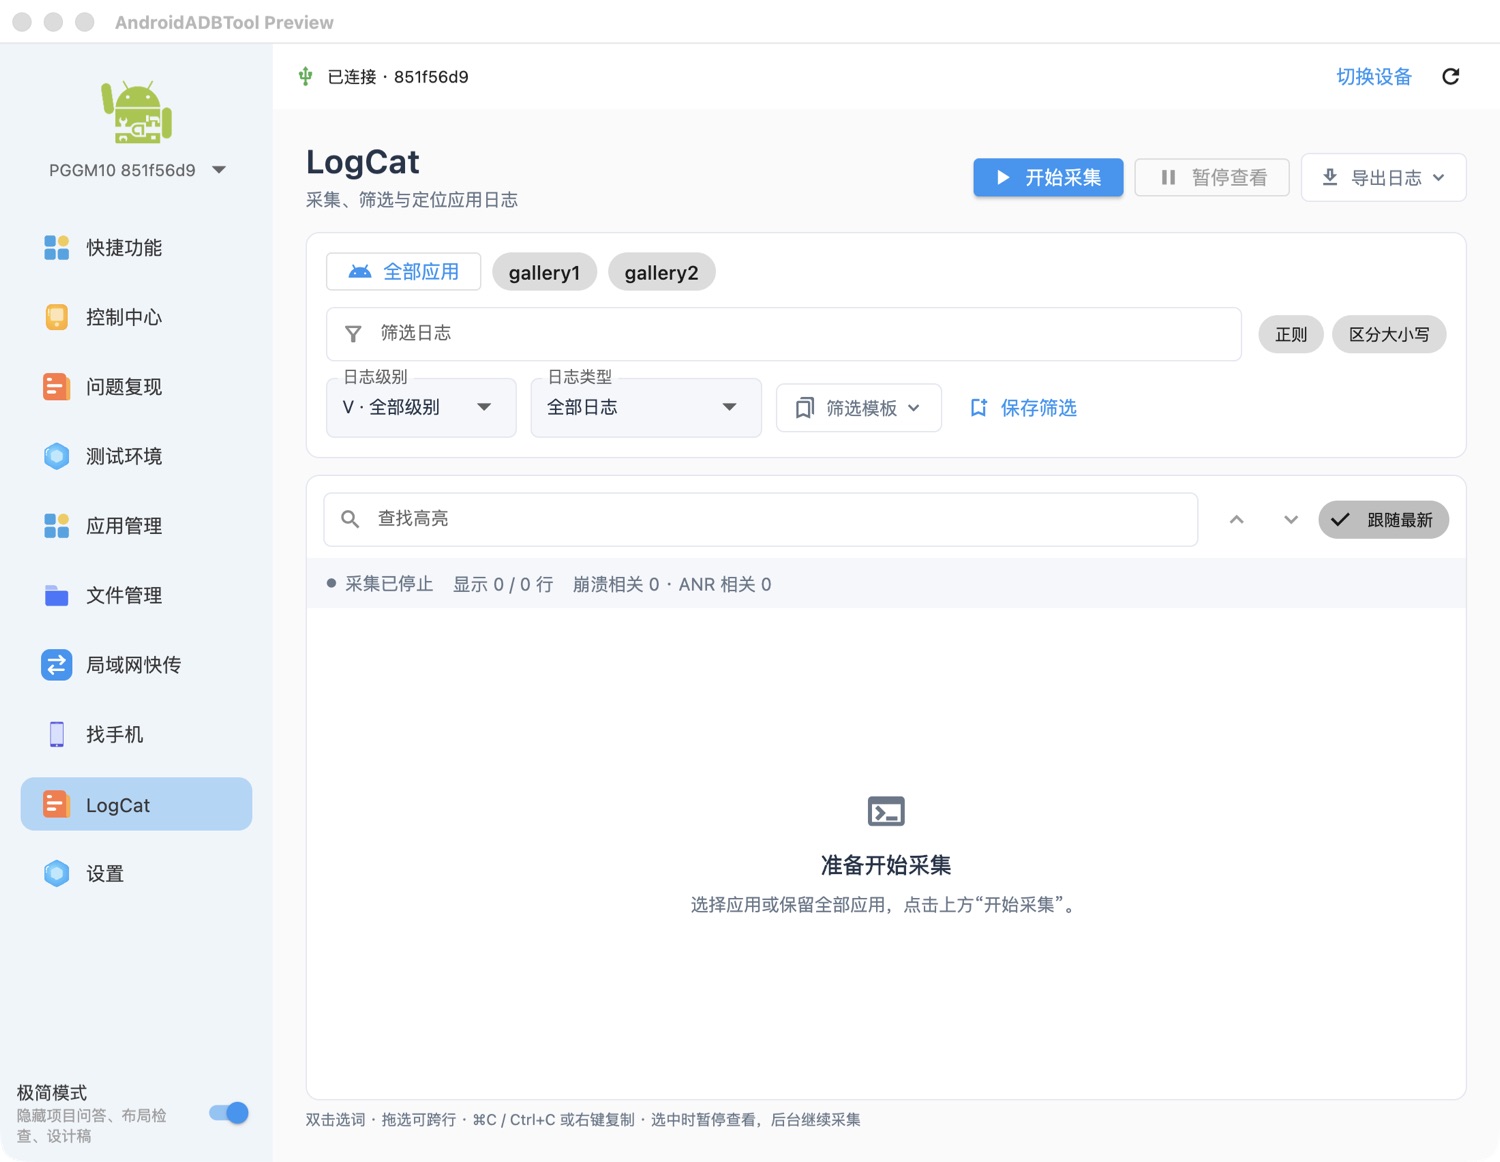 AndroidADBTool Preview
已连接 · 851f56d9
切换设备
PGGM10 851f56d9
快捷功能
控制中心
问题复现
测试环境
应用管理
文件管理
局域网快传
找手机
LogCat
设置
极简模式
隐藏项目问答、布局检
查、设计稿
LogCat
采集、筛选与定位应用日志
开始采集
暂停查看
导出日志
全部应用
gallery1
gallery2
筛选日志
正则
区分大小写
日志级别
V · 全部级别
日志类型
全部日志
筛选模板
保存筛选
查找高亮
跟随最新
采集已停止 显示 0 / 0 行 崩溃相关 0 · ANR 相关 0
准备开始采集
选择应用或保留全部应用，点击上方“开始采集”。
双击选词 · 拖选可跨行 · ⌘C / Ctrl+C 或右键复制 · 选中时暂停查看，后台继续采集